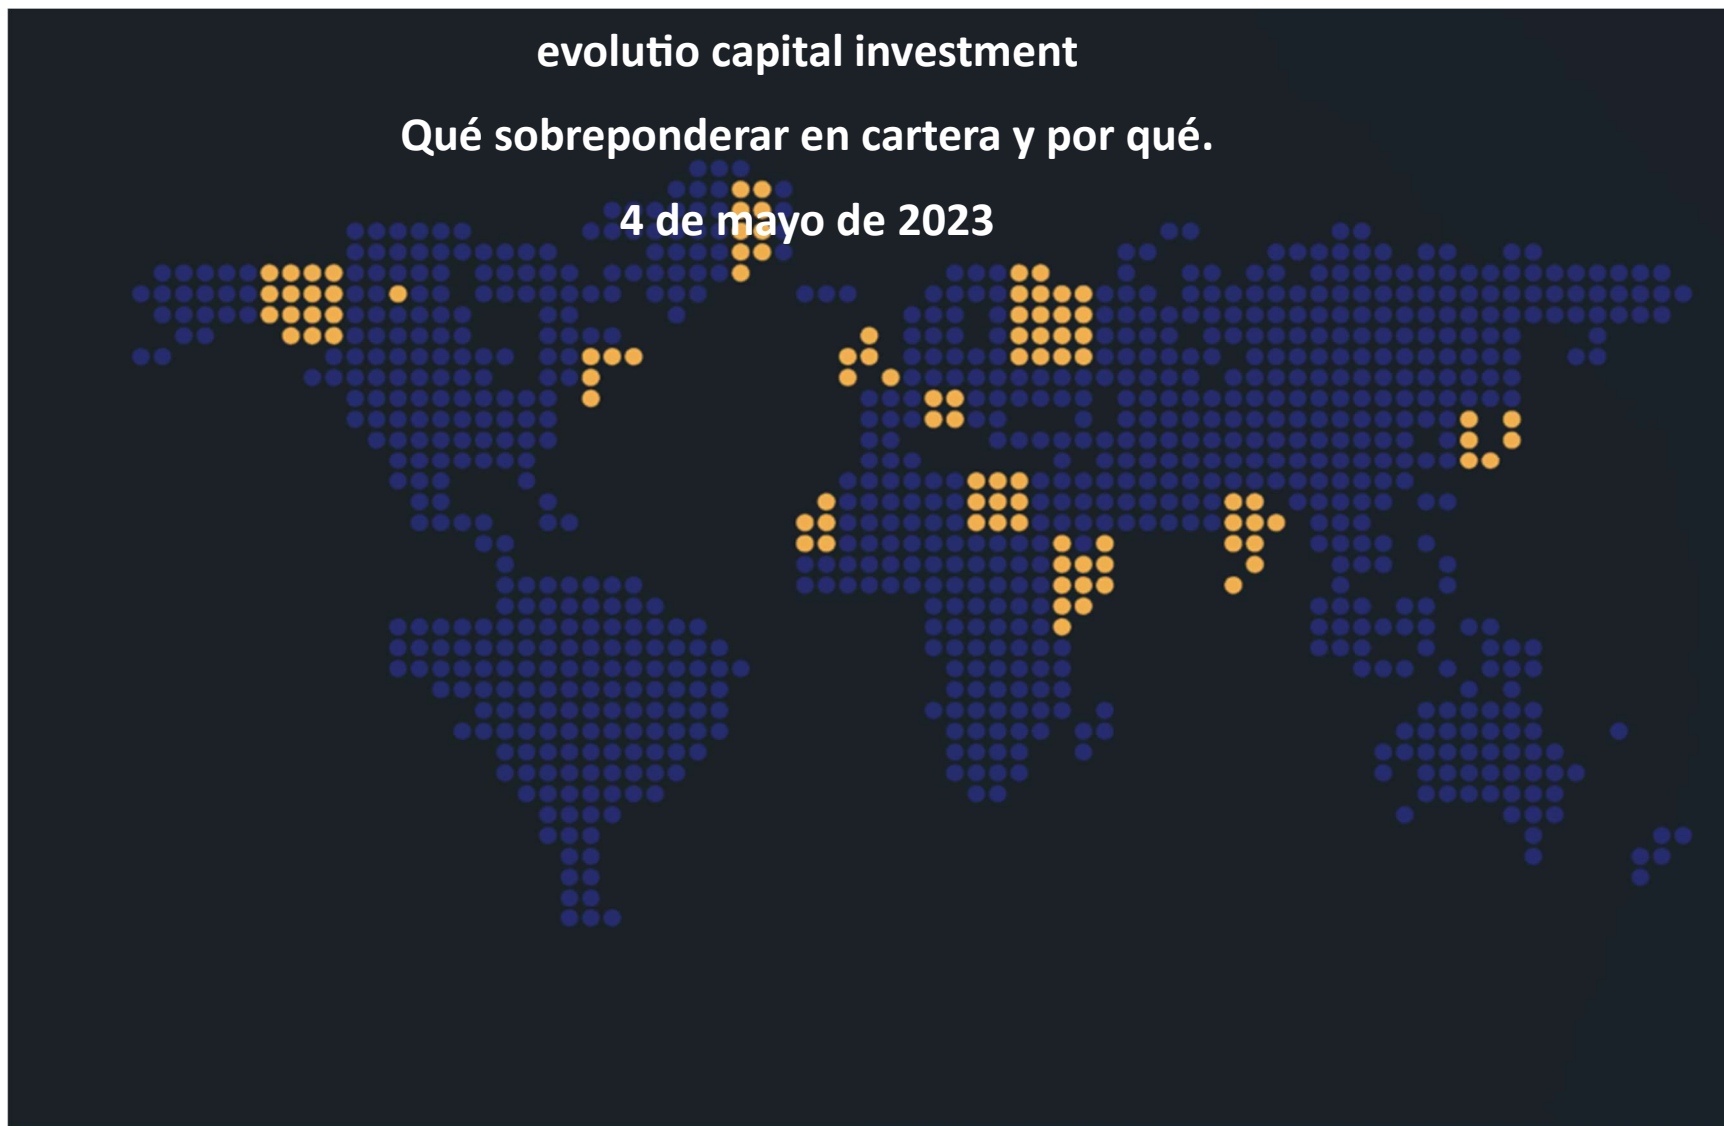 evolutio capital investment
Qué sobreponderar en cartera y por qué.
4 de mayo de 2023